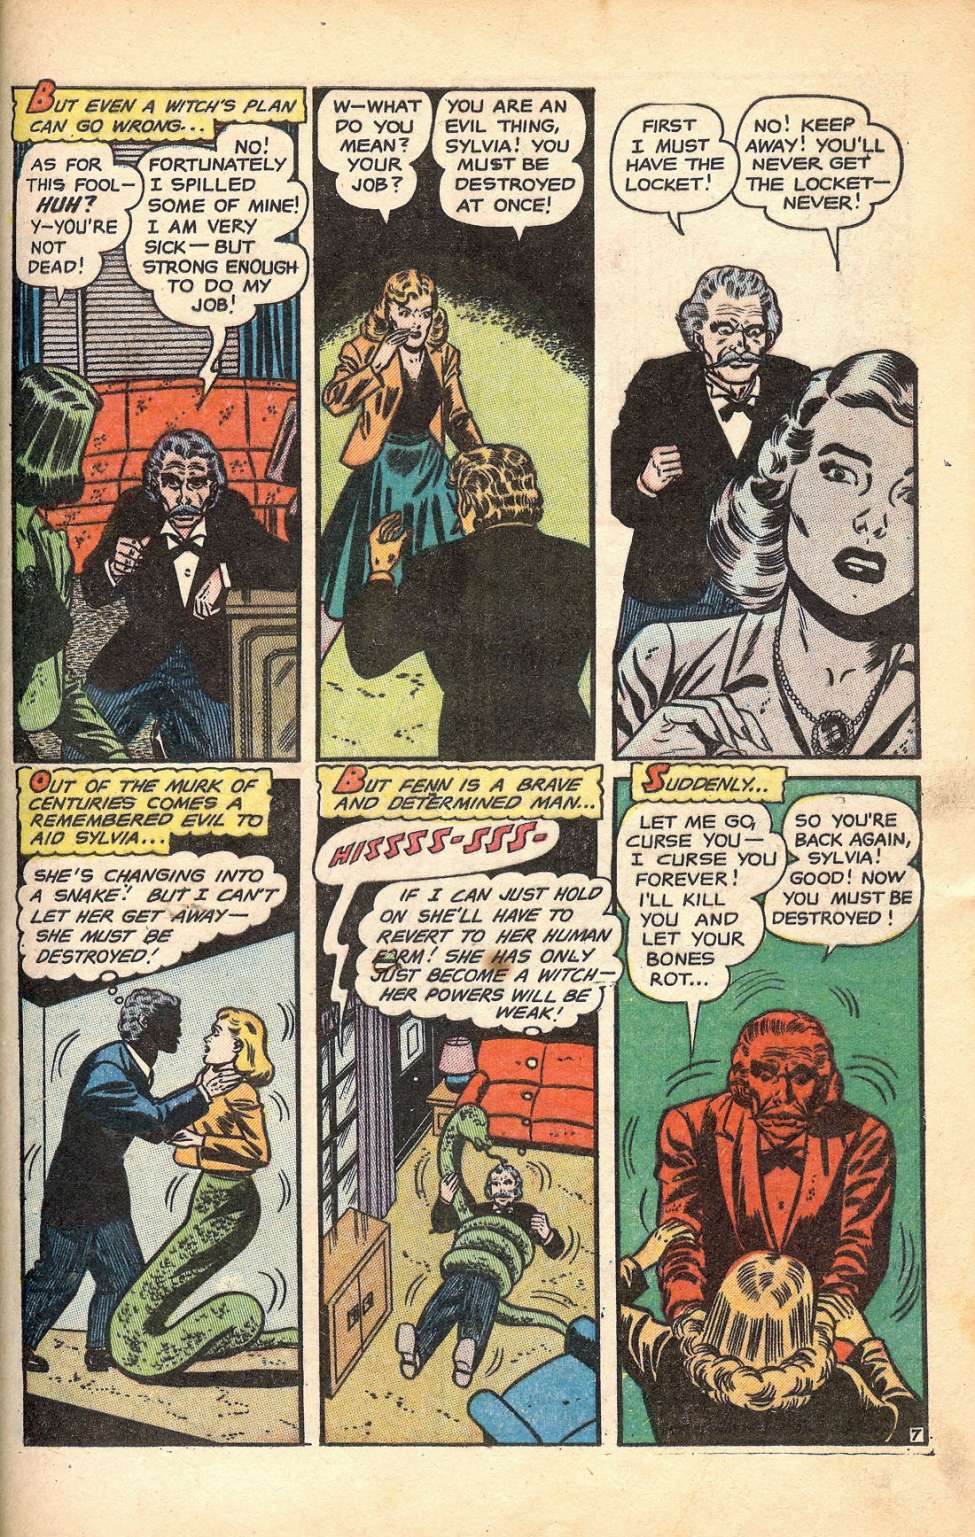 BUT EVEN A WITCH'S PLAN
CAN GO WRONG...
AS FOR
THIS FOOL—
HUH?
Y-YOU'RE
NOT
DEAD!
NO!
FORTUNATELY
I SPILLED
SOME OF MINE!
I AM VERY
SICK—BUT
STRONG ENOUGH
TO DO MY
JOB!
W-WHAT
DO YOU
MEAN?
YOUR
JOB?
YOU ARE AN
EVIL THING,
SYLVIA! YOU
MUST BE
DESTROYED
AT ONCE!
FIRST
I MUST
HAVE THE
LOCKET!
NO! KEEP
AWAY! YOU'LL
NEVER GET
THE LOCKET—
NEVER!
OUT OF THE MURK OF
CENTURIES COMES A
REMEMBERED EVIL TO
AID SYLVIA...
SHE'S CHANGING INTO
A SNAKE! BUT I CAN'T
LET HER GET AWAY—
SHE MUST BE
DESTROYED!
BUT FENN IS A BRAVE
AND DETERMINED MAN...
HISSSS-SSS-
IF I CAN JUST HOLD
ON SHE'LL HAVE TO
REVERT TO HER HUMAN
FORM! SHE HAS ONLY
JUST BECOME A WITCH—
HER POWERS WILL BE
WEAK!
SUDDENLY...
LET ME GO,
CURSE YOU—
I CURSE YOU
FOREVER!
I'LL KILL
YOU AND
LET YOUR
BONES
ROT...
SO YOU'RE
BACK AGAIN,
SYLVIA!
GOOD! NOW
YOU MUST BE
DESTROYED!
7